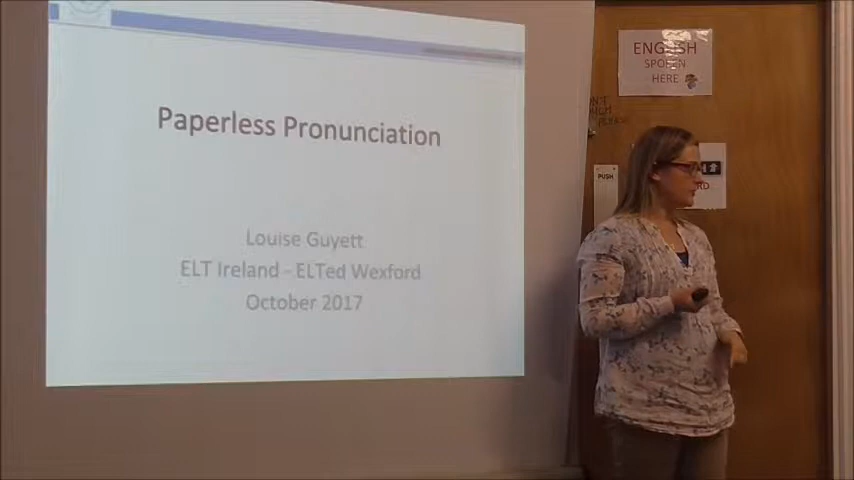 Paperless Pronunciation
Louise Guyett
ELT Ireland - ELTed Wexford
October 2017
ENGLISH
SPOKEN
HERE
PUSH